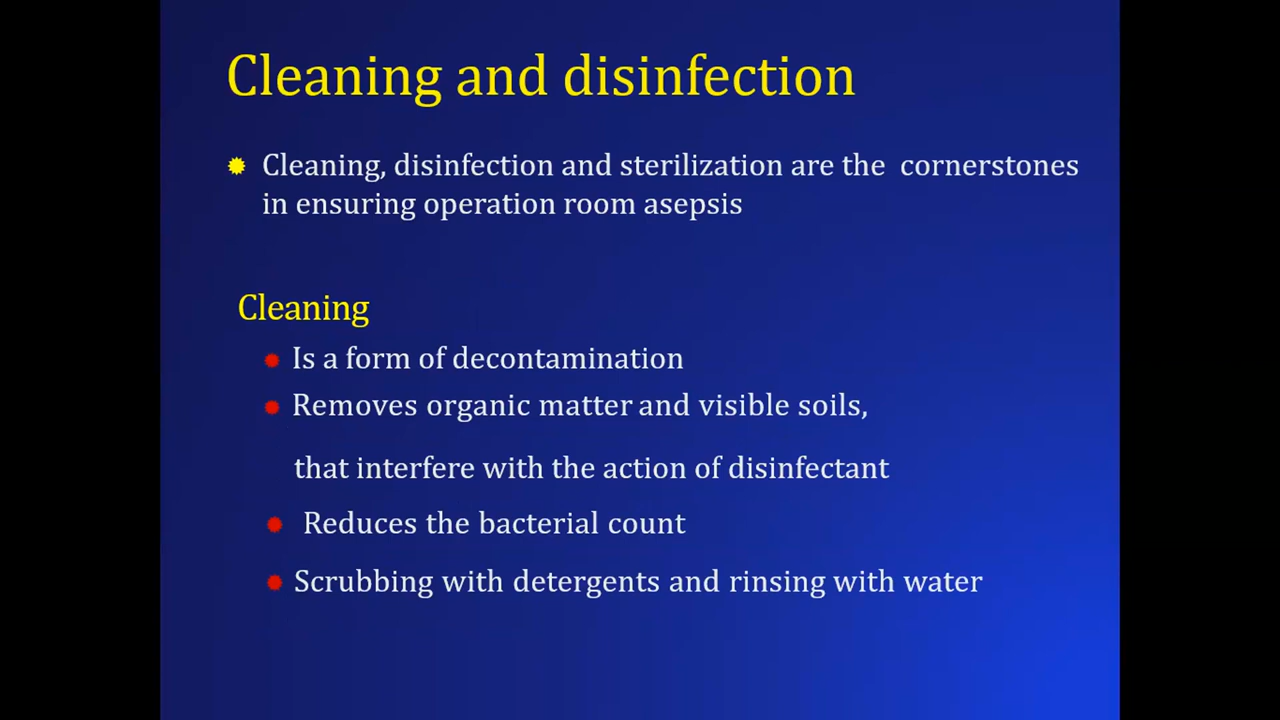 Cleaning and disinfection
Cleaning, disinfection and sterilization are the cornerstones
in ensuring operation room asepsis
Cleaning
Is a form of decontamination
Removes organic matter and visible soils,
that interfere with the action of disinfectant
Reduces the bacterial count
Scrubbing with detergents and rinsing with water